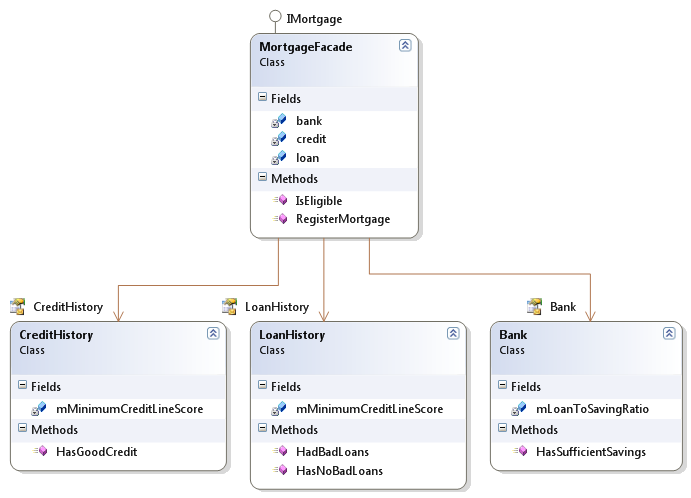 IMortgage
MortgageFacade
Class
Fields
bank
credit
loan
Methods
IsEligible
RegisterMortgage
CreditHistory
LoanHistory
Bank
CreditHistory
Class
Fields
mMinimumCreditLineScore
Methods
HasGoodCredit
LoanHistory
Class
Fields
mMinimumCreditLineScore
Methods
HadBadLoans
HasNoBadLoans
Bank
Class
Fields
mLoanToSavingRatio
Methods
HasSufficientSavings